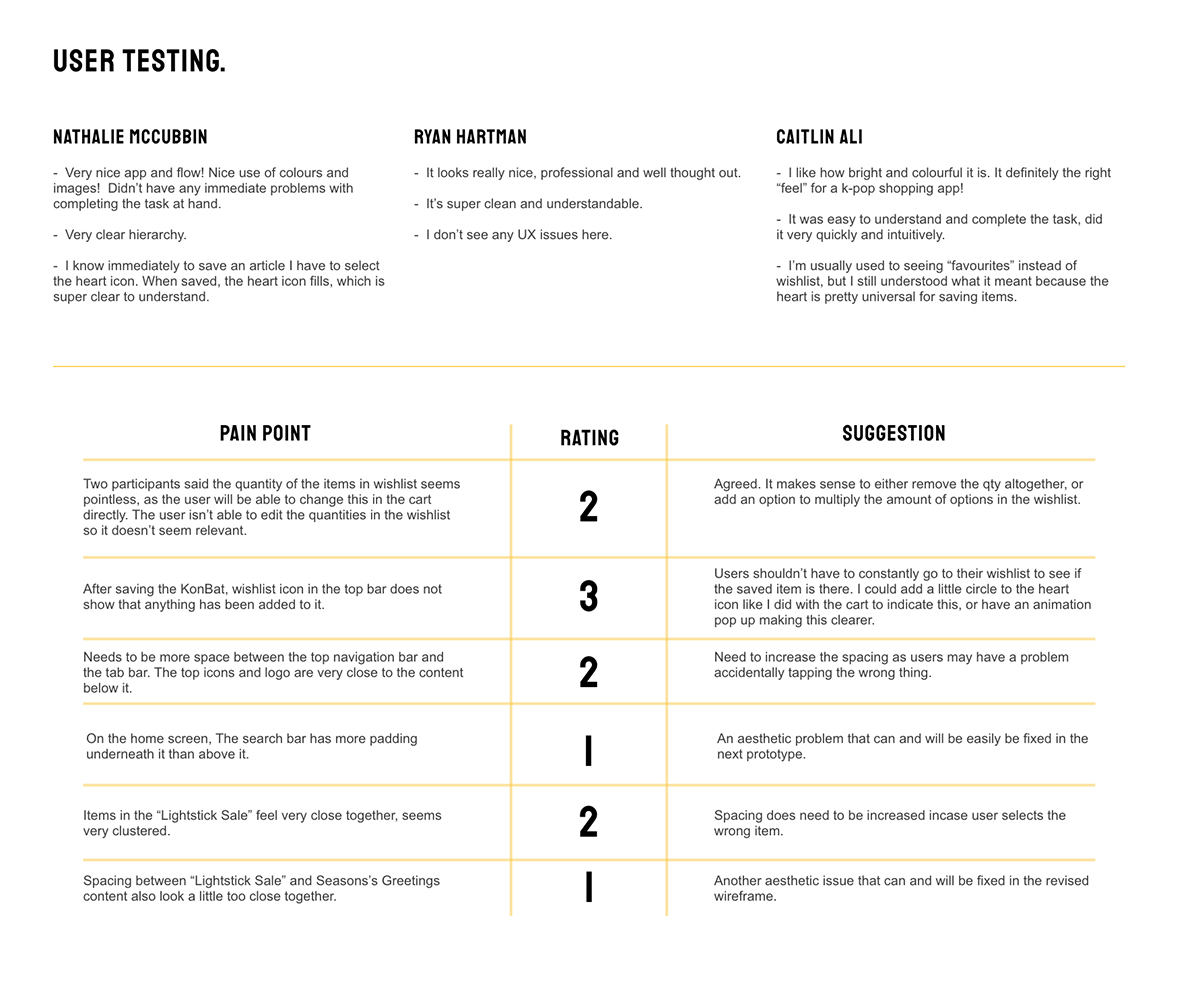 USER TESTING.
NATHALIE MCCUBBIN
-  Very nice app and flow! Nice use of colours and
images!  Didn't have any immediate problems with
completing the task at hand.
-  Very clear hierarchy.
-  I know immediately to save an article I have to select
the heart icon. When saved, the heart icon fills, which is
super clear to understand.
RYAN HARTMAN
-  It looks really nice, professional and well thought out.
-  It's super clean and understandable.
-  I don't see any UX issues here.
CAITLIN ALI
-  I like how bright and colourful it is. It definitely the right
“feel” for a k-pop shopping app!
-  It was easy to understand and complete the task, did
it very quickly and intuitively.
-  I'm usually used to seeing “favourites” instead of
wishlist, but I still understood what it meant because the
heart is pretty universal for saving items.
PAIN POINT
RATING
SUGGESTION
Two participants said the quantity of the items in wishlist seems
pointless, as the user will be able to change this in the cart
directly. The user isn't able to edit the quantities in the wishlist
so it doesn't seem relevant.
2
Agreed. It makes sense to either remove the qty altogether, or
add an option to multiply the amount of options in the wishlist.
After saving the KonBat, wishlist icon in the top bar does not
show that anything has been added to it.
3
Users shouldn't have to constantly go to their wishlist to see if
the saved item is there. I could add a little circle to the heart
icon like I did with the cart to indicate this, or have an animation
pop up making this clearer.
Needs to be more space between the top navigation bar and
the tab bar. The top icons and logo are very close to the content
below it.
2
Need to increase the spacing as users may have a problem
accidentally tapping the wrong thing.
On the home screen, The search bar has more padding
underneath it than above it.
1
An aesthetic problem that can and will be easily be fixed in the
next prototype.
Items in the “Lightstick Sale” feel very close together, seems
very clustered.
2
Spacing does need to be increased incase user selects the
wrong item.
Spacing between “Lightstick Sale” and Seasons's Greetings
content also look a little too close together.
1
Another aesthetic issue that can and will be fixed in the revised
wireframe.